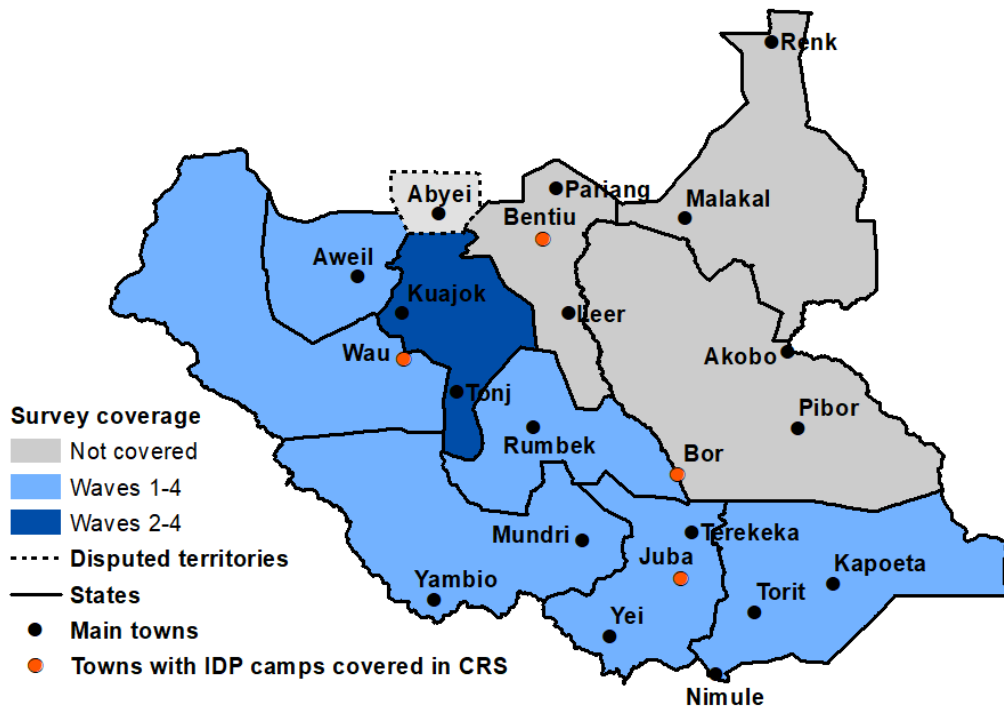 Renk
Abyei
Pariang
Malakal
Bentiu
Aweil
Kuajok
Leer
Wau
Akobo
Tonj
Pibor
Survey coverage
Not covered
Rumbek
Bor
Waves 1-4
Waves 2-4
Mundri
Terekeka
Disputed territories
Juba
Kapoeta
States
Yambio
Torit
Main towns
Yei
Towns with IDP camps covered in CRS
Nimule